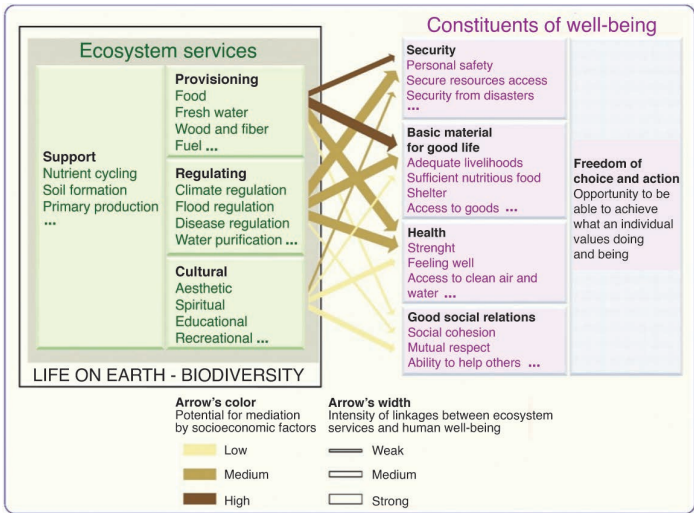 Ecosystem services
Support
Nutrient cycling
Soil formation
Primary production
...
Provisioning
Food
Fresh water
Wood and fiber
Fuel ...
Regulating
Climate regulation
Flood regulation
Disease regulation
Water purification ...
Cultural
Aesthetic
Spiritual
Educational
Recreational ...
LIFE ON EARTH - BIODIVERSITY
Constituents of well-being
Security
Personal safety
Secure resources access
Security from disasters
...
Basic material
for good life
Adequate livelihoods
Sufficient nutritious food
Shelter
Access to goods ...
Health
Strenght
Feeling well
Access to clean air and
water ...
Good social relations
Social cohesion
Mutual respect
Ability to help others ...
Freedom of
choice and action
Opportunity to be
able to achieve
what an individual
values doing
and being
Arrow's color
Potential for mediation
by socioeconomic factors
Low
Medium
High
Arrow's width
Intensity of linkages between ecosystem
services and human well-being
Weak
Medium
Strong